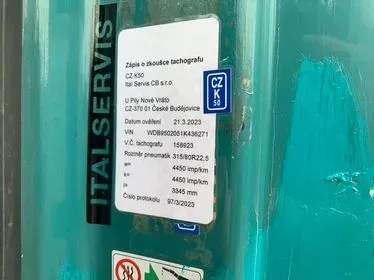 ITALSERVIS
Zápis o zkoušce tachografu
CZ K50
Ital Servis CB s.r.o.
U Pily Nové Vráto
CZ-370 01 České Budějovice
Datum ověření 21.3.2023
VIN WDB9502051K436271
V.Č. tachografu 158923
Rozměr pneumatik 315/80R22,5
"w" 4450 imp/km
"k" 4450 imp/km
"l" 3345 mm
Číslo protokolu 97/3/2023
CZ
K
50